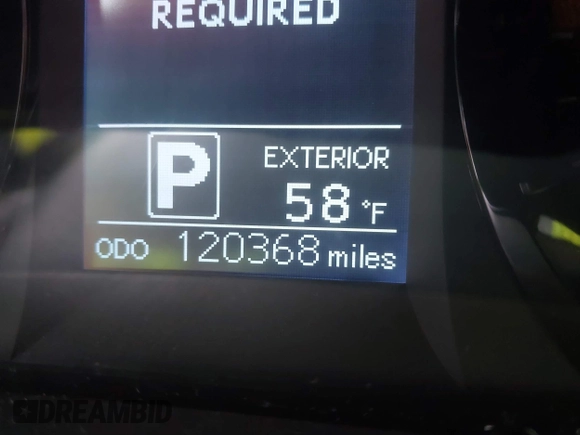 REQUIRED
P
EXTERIOR
58 °F
ODO 120368 miles
DREAMBID